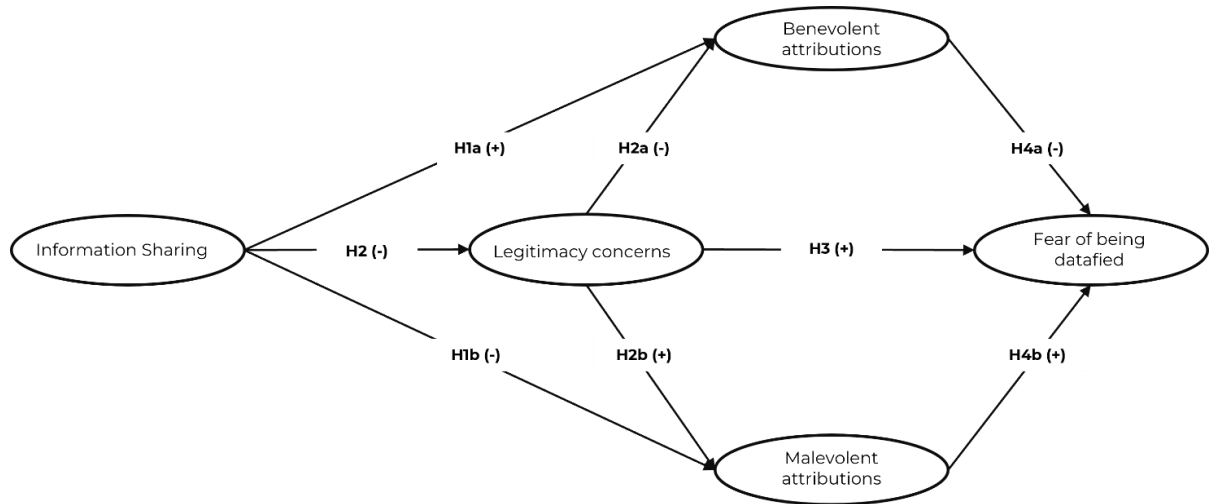 Benevolent
attributions
H1a (+)
H2a (-)
H4a (-)
Information Sharing
H2 (-)
Legitimacy concerns
H3 (+)
Fear of being
datafied
H1b (-)
H2b (+)
H4b (+)
Malevolent
attributions